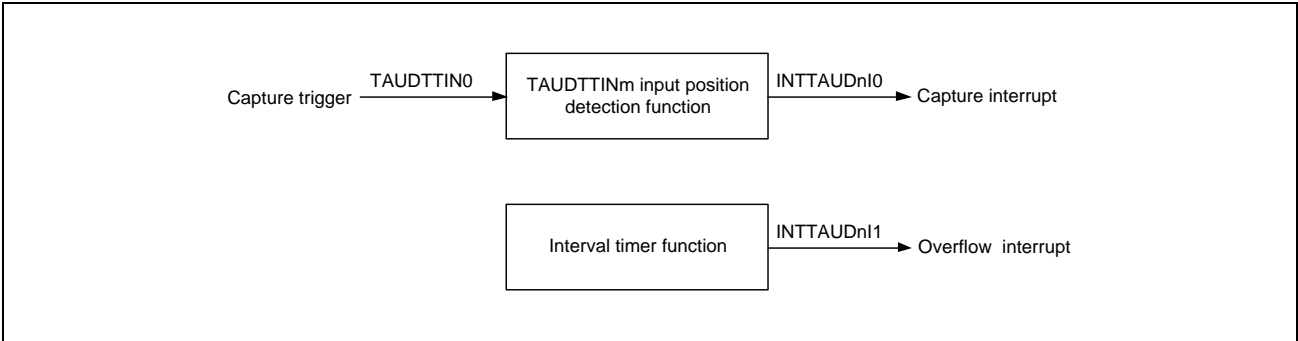 Capture trigger
TAUDTTIN0
TAUDTTINm input position
detection function
INTTAUDnI0
Capture interrupt
Interval timer function
INTTAUDnI1
Overflow interrupt